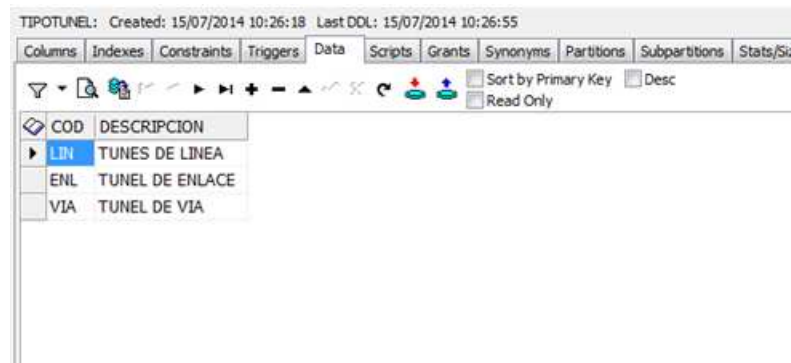 TIPOTUNEL: Created: 15/07/2014 10:26:18 Last DDL: 15/07/2014 10:26:55
Columns Indexes Constraints Triggers Data Scripts Grants Synonyms Partitions Subpartitions Stats/Siz
Sort by Primary Key Desc
Read Only
COD DESCRIPCION
LIN TUNES DE LINEA
ENL TUNEL DE ENLACE
VIA TUNEL DE VIA